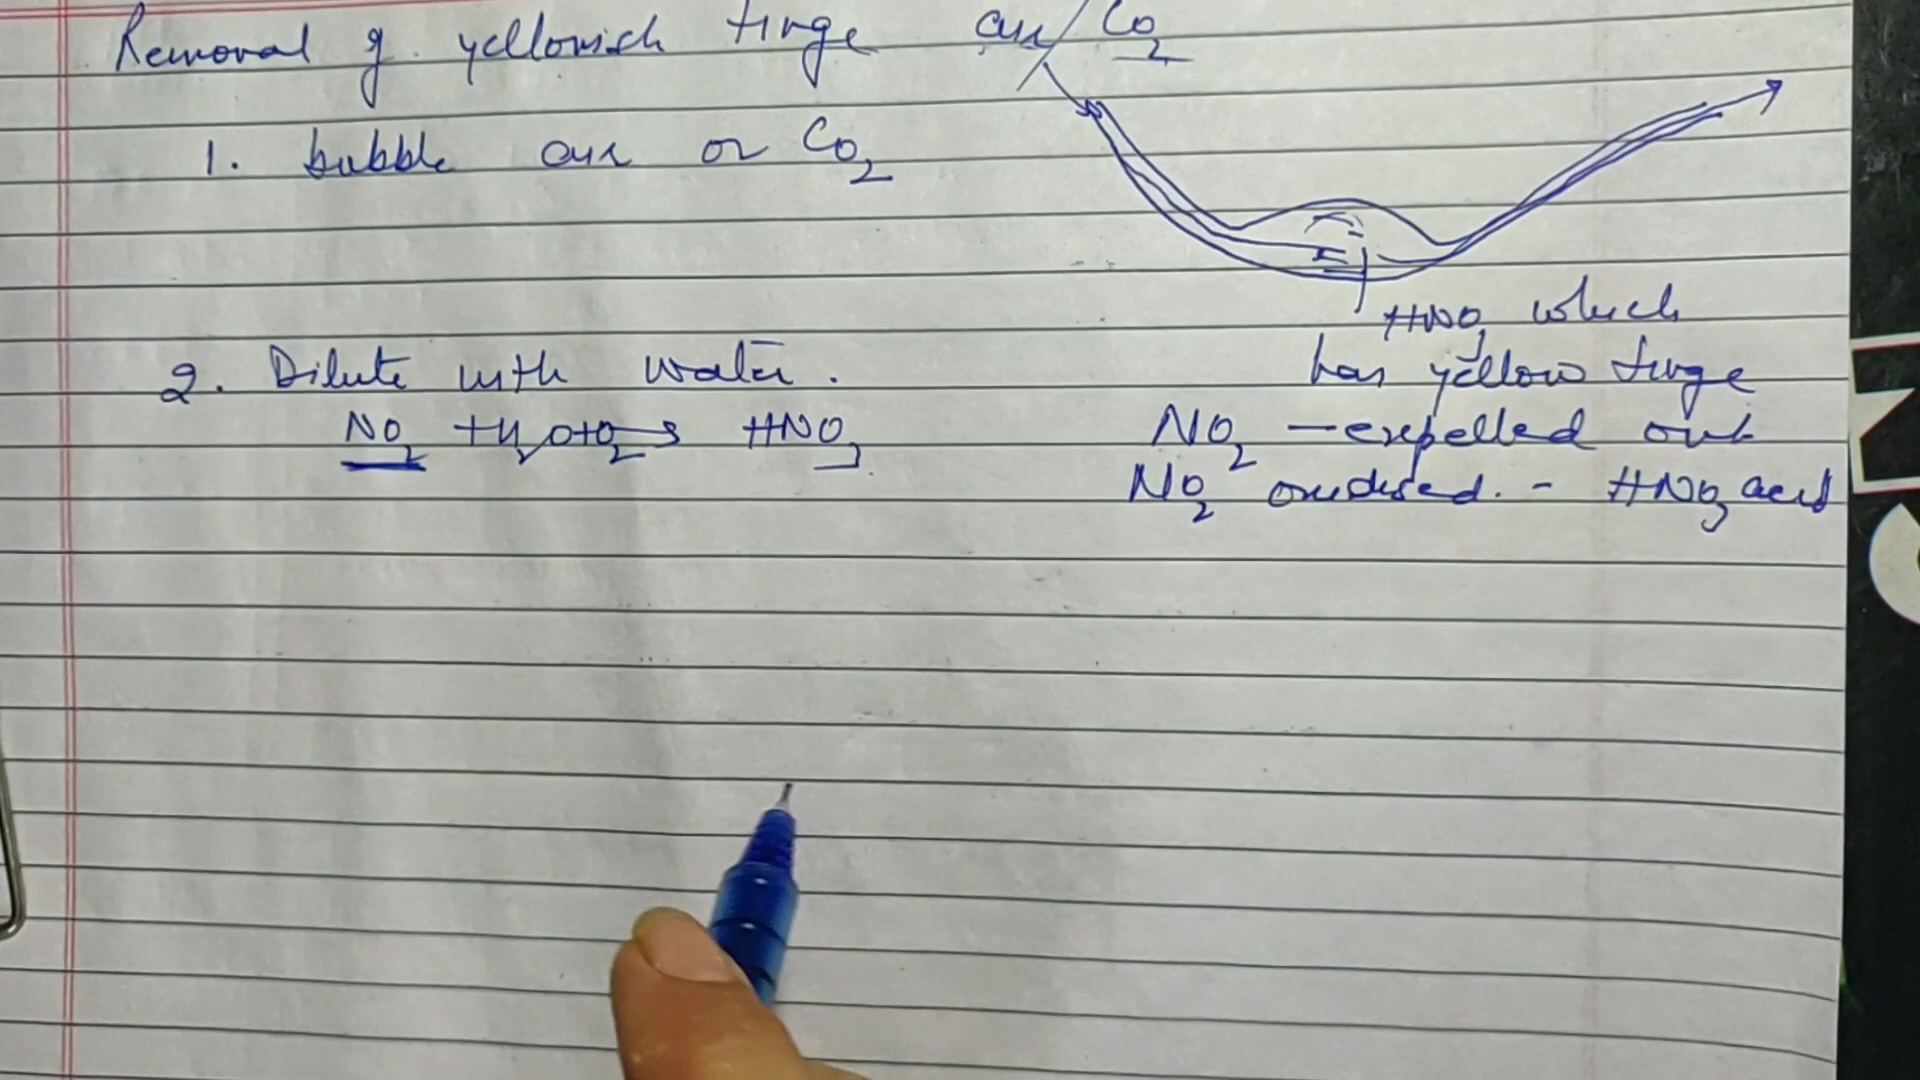 Removal of yellowish tinge air/CO2
1. bubble air or CO2
HNO3 which
has yellow tinge
NO2 - expelled out
NO2 oxidised. - HNO3 acid
2. Dilute with water.
NO2 + H2O + O2 → HNO3